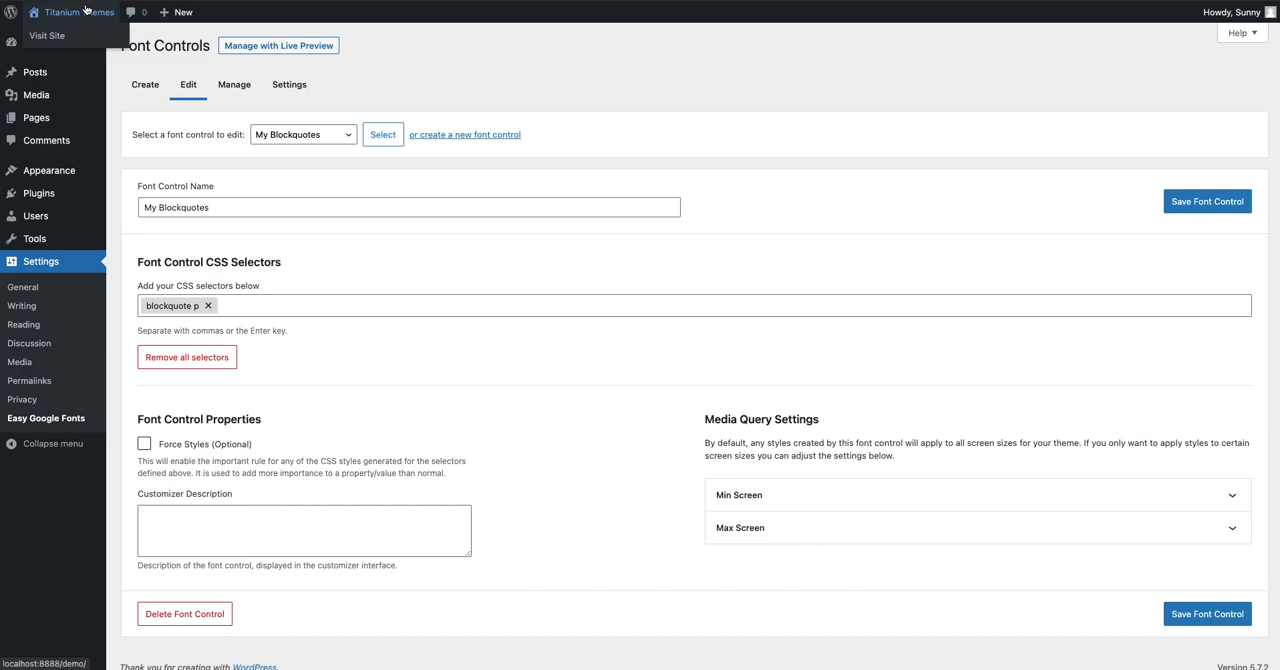 Titanium Themes
0
New
Howdy, Sunny
Visit Site
Posts
Media
Pages
Comments
Appearance
Plugins
Users
Tools
Settings
General
Writing
Reading
Discussion
Media
Permalinks
Privacy
Easy Google Fonts
Collapse menu
Font Controls
Manage with Live Preview
Help
Create
Edit
Manage
Settings
Select a font control to edit:
My Blockquotes
Select
or create a new font control
Font Control Name
My Blockquotes
Save Font Control
Font Control CSS Selectors
Add your CSS selectors below
blockquote p
Separate with commas or the Enter key.
Remove all selectors
Font Control Properties
Force Styles (Optional)
This will enable the important rule for any of the CSS styles generated for the selectors
defined above. It is used to add more importance to a property/value than normal.
Customizer Description
Description of the font control, displayed in the customizer interface.
Media Query Settings
By default, any styles created by this font control will apply to all screen sizes for your theme. If you only want to apply styles to certain
screen sizes you can adjust the settings below.
Min Screen
Max Screen
Delete Font Control
Save Font Control
localhost:8888/demo/
Thank you for creating with WordPress.
Version 5.7.2